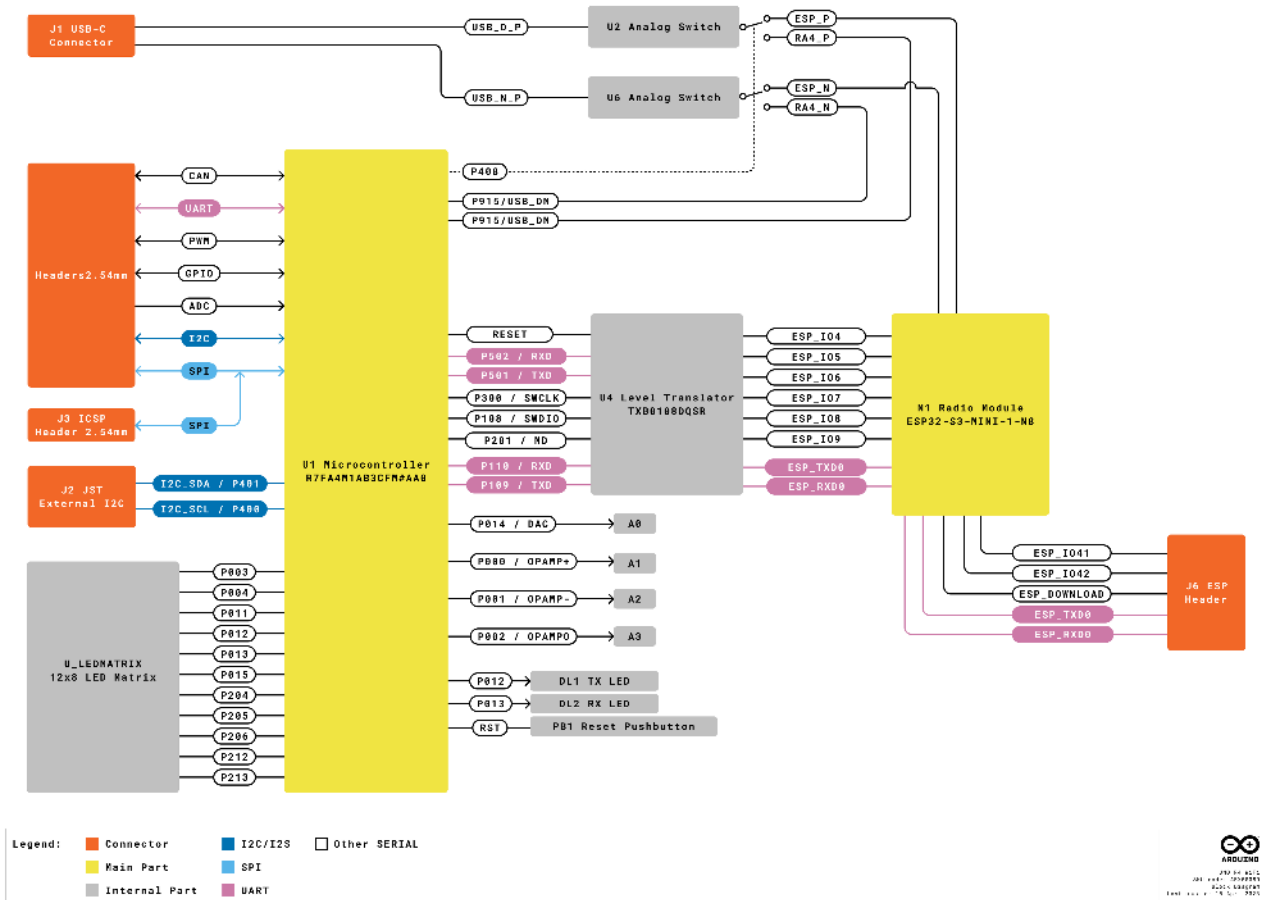 J1 USB-C
Connector
USB_D_P
U2 Analog Switch
ESP_P
RA4_P
USB_N_P
U6 Analog Switch
ESP_N
RA4_N
Headers2.54mm
CAN
UART
PWM
GPIO
ADC
I2C
SPI
J3 ICSP
Header 2.54mm
SPI
J2 JST
External I2C
I2C_SDA / P401
I2C_SCL / P400
U_LEDMATRIX
12x8 LED Matrix
P003
P004
P011
P012
P013
P015
P204
P205
P206
P212
P213
U1 Microcontroller
R7FA4M1AB3CFM#AA0
P408
P915/USB_DM
P915/USB_DM
RESET
P502 / RXD
P501 / TXD
P300 / SWCLK
P108 / SWDIO
P201 / MD
P110 / RXD
P109 / TXD
U4 Level Translator
TXB0108DQSR
ESP_IO4
ESP_IO5
ESP_IO6
ESP_IO7
ESP_IO8
ESP_IO9
ESP_TXD0
ESP_RXD0
M1 Radio Module
ESP32-S3-MINI-1-N8
P014 / DAC
A0
P000 / OPAMP+
A1
P001 / OPAMP-
A2
P002 / OPAMPO
A3
P012
DL1 TX LED
P013
DL2 RX LED
RST
PB1 Reset Pushbutton
ESP_IO41
ESP_IO42
ESP_DOWNLOAD
ESP_TXD0
ESP_RXD0
J6 ESP
Header
Legend:
Connector
I2C/I2S
Other SERIAL
Main Part
SPI
Internal Part
UART
ARDUINO
Block Diagram